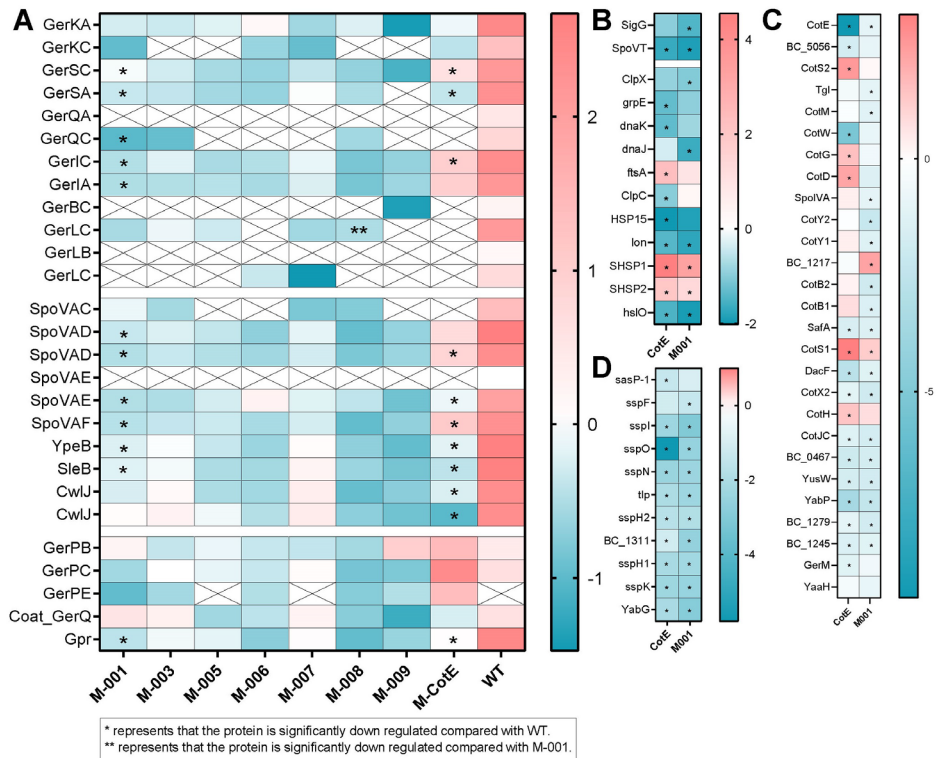 A
GerKA
GerKC
GerSC
*
*
GerSA
*
*
GerQA
GerQC
*
GerIC
*
*
GerIA
*
GerBC
GerLC
**
GerLB
GerLC
SpoVAC
SpoVAD
*
SpoVAD
*
*
SpoVAE
SpoVAE
*
*
SpoVAF
*
*
YpeB
*
*
SleB
*
*
CwlJ
*
CwlJ
*
GerPB
GerPC
GerPE
Coat_GerQ
Gpr
*
*
M-001 M-003 M-005 M-006 M-007 M-008 M-009 M-CotE WT
2
1
0
-1
* represents that the protein is significantly down regulated compared with WT.
** represents that the protein is significantly down regulated compared with M-001.
B
SigG
*
SpoVT
* *
ClpX
*
grpE
*
dnaK
*
dnaJ
*
ftsA
*
ClpC
*
HSP15
*
lon
* *
SHSP1
* *
SHSP2
* *
hslO
* *
CotE M001
4
2
0
-2
D
sasP-1
*
sspF
*
sspI
* *
sspO
* *
sspN
* *
tlp
* *
sspH2
* *
BC_1311
* *
sspH1
* *
sspK
* *
YabG
* *
CotE M001
0
-2
-4
C
CotE
* *
BC_5056
*
CotS2
*
TgI
*
CotM
*
CotW
*
CotG
*
CotD
*
SpoIVA
*
CotY2
*
CotY1
*
BC_1217
*
CotB2
*
CotB1
*
SafA
* *
CotS1
* *
DacF
* *
CotX2
* *
CotH
*
CotJC
* *
BC_0467
* *
YusW
* *
YabP
* *
BC_1279
* *
BC_1245
* *
GerM
*
YaaH
CotE M001
0
-5